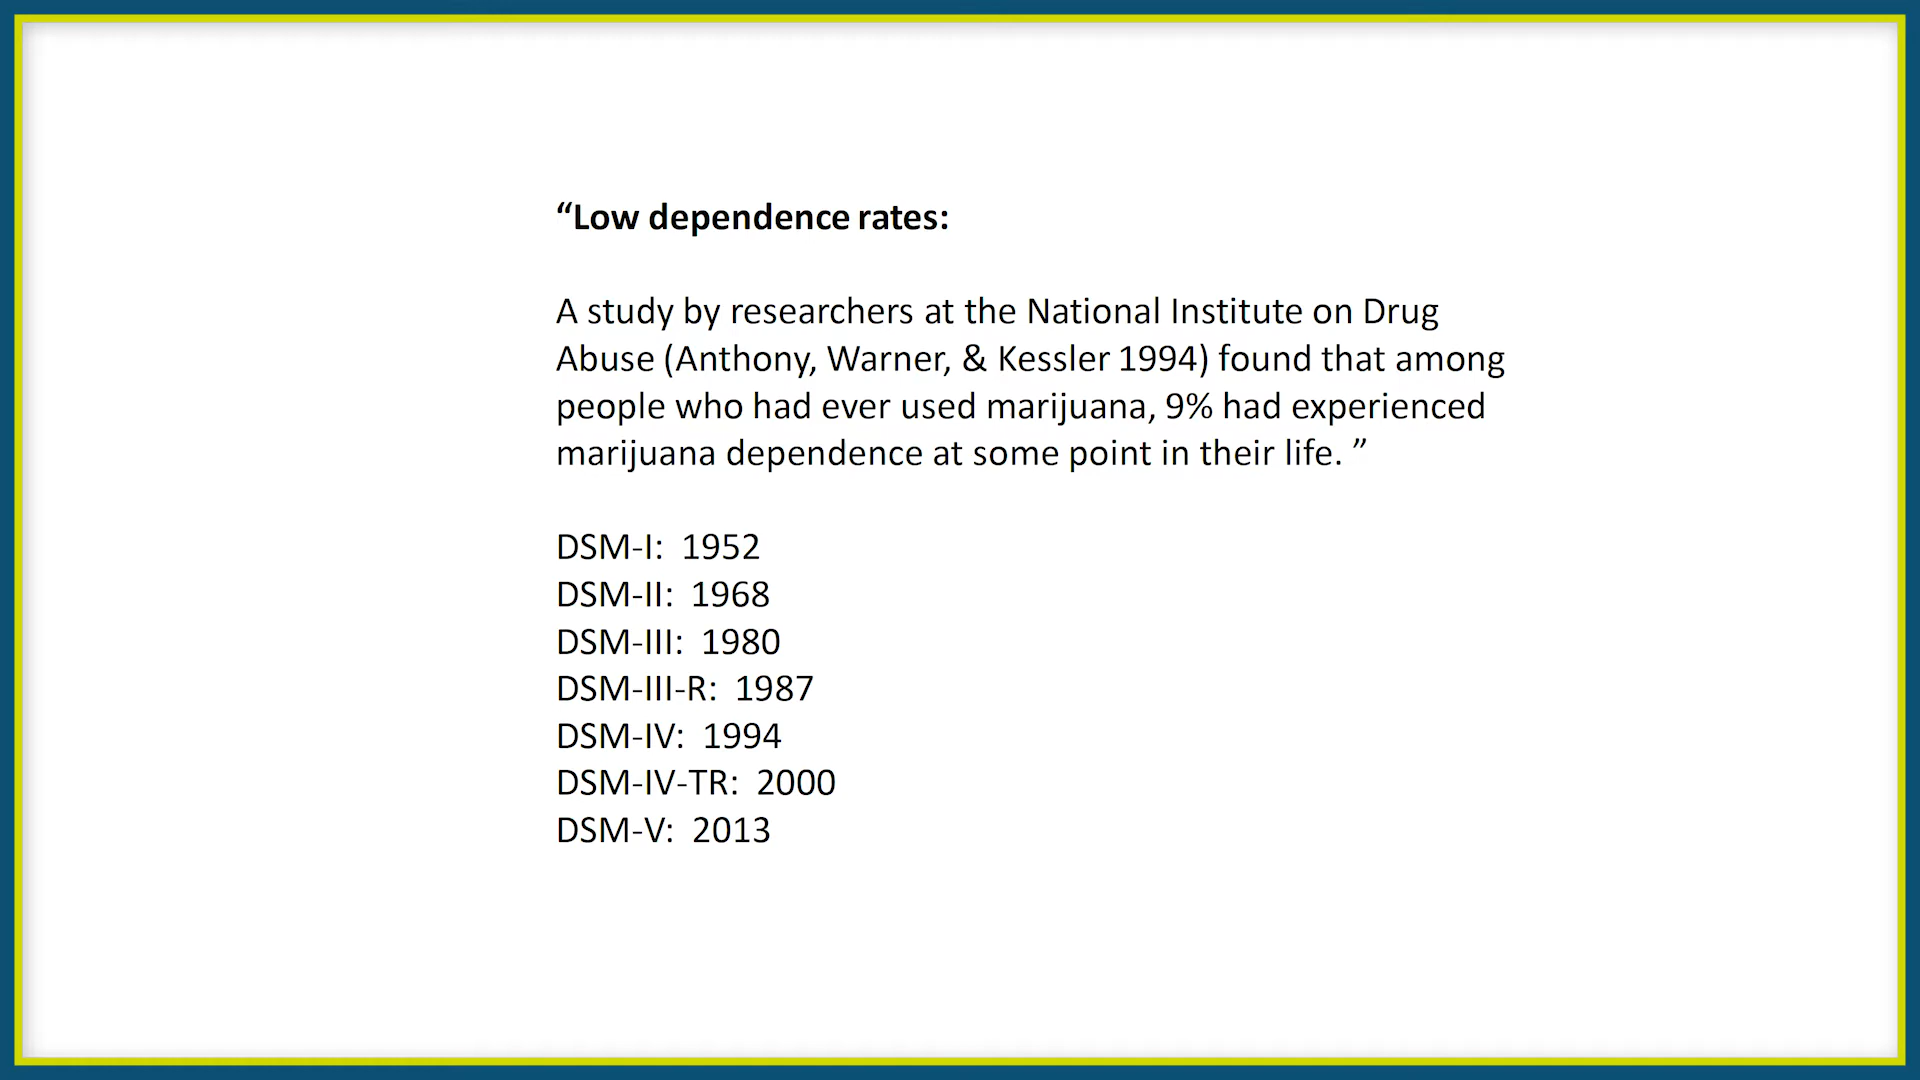 “Low dependence rates:
A study by researchers at the National Institute on Drug
Abuse (Anthony, Warner, & Kessler 1994) found that among
people who had ever used marijuana, 9% had experienced
marijuana dependence at some point in their life. ”
DSM-I:  1952
DSM-II:  1968
DSM-III:  1980
DSM-III-R:  1987
DSM-IV:  1994
DSM-IV-TR:  2000
DSM-V:  2013